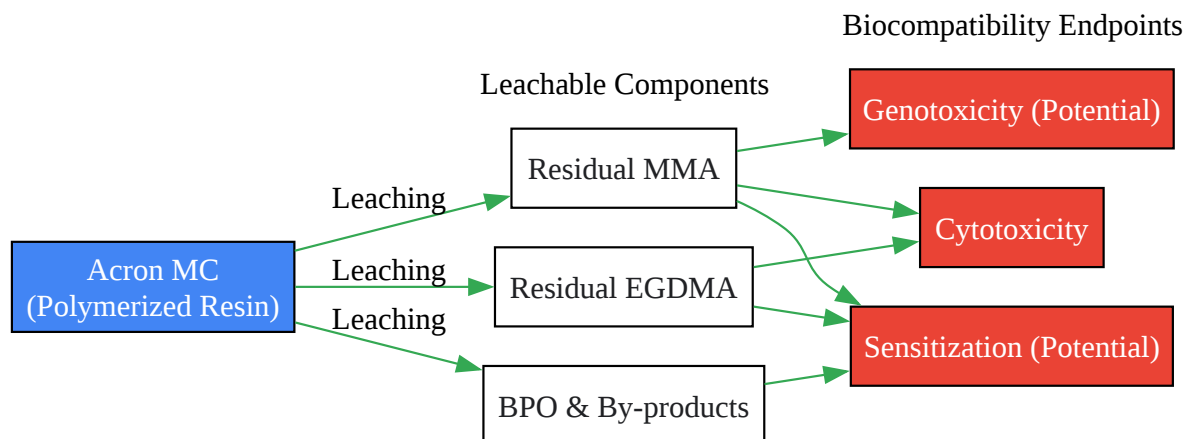 Biocompatibility Endpoints
Leachable Components
Genotoxicity (Potential)
Residual MMA
Leaching
Cytotoxicity
Acron MC
(Polymerized Resin)
Leaching
Residual EGDMA
Leaching
Sensitization (Potential)
BPO & By-products